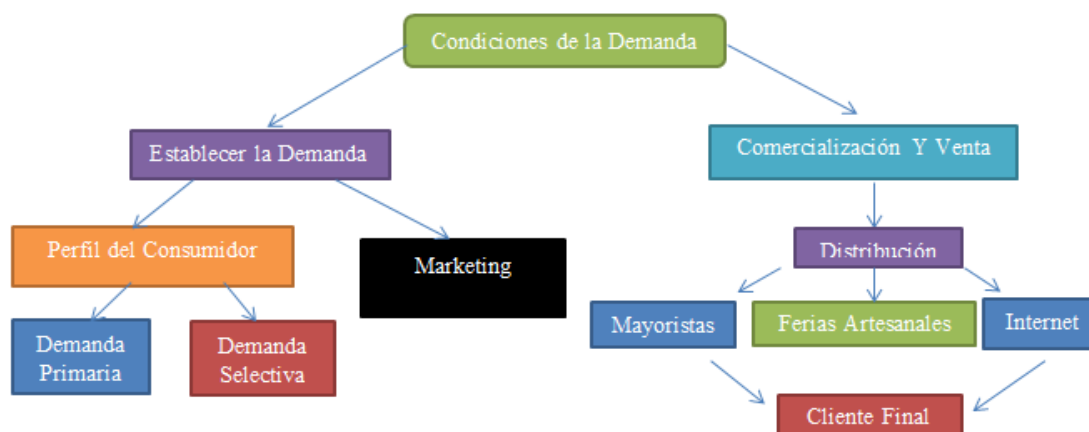 Condiciones de la Demanda
Establecer la Demanda
Comercialización Y Venta
Perfil del Consumidor
Marketing
Distribución
Mayoristas
Ferias Artesanales
Internet
Demanda
Primaria
Demanda
Selectiva
Cliente Final